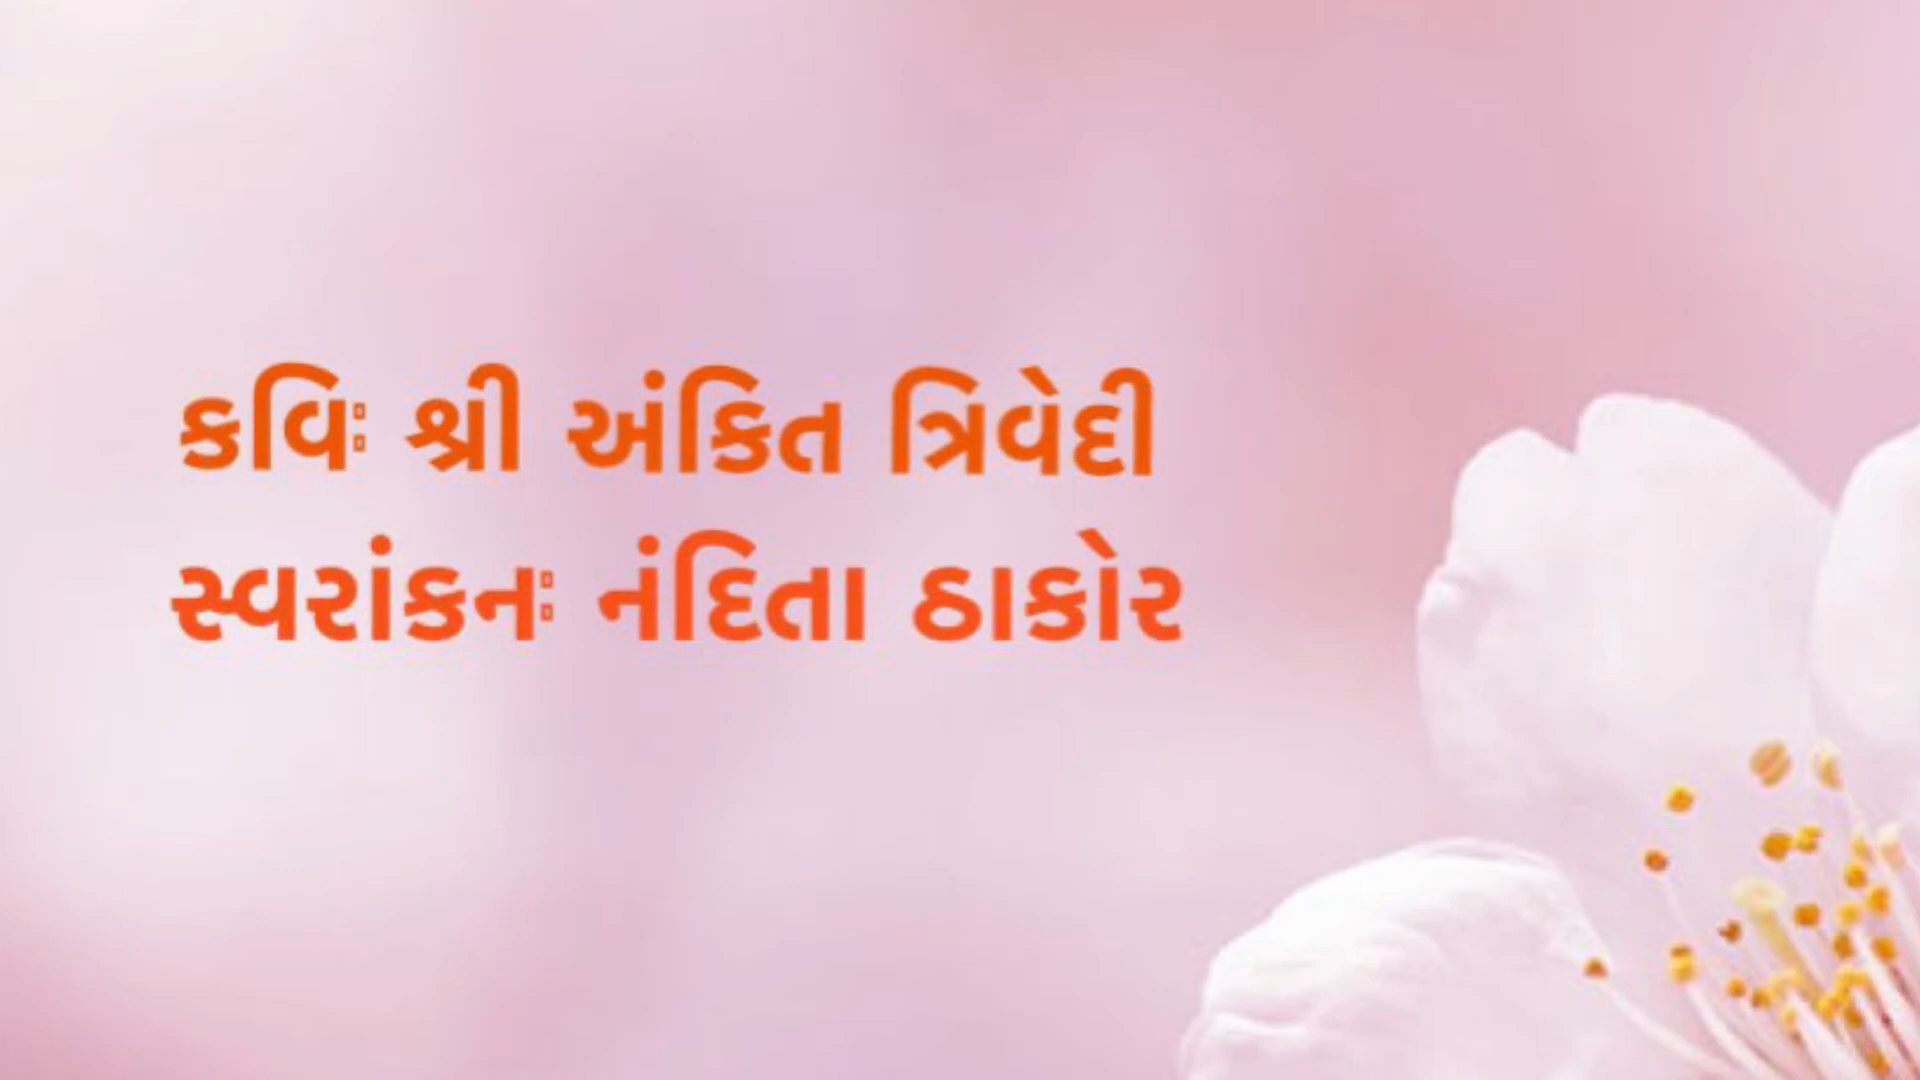 કવિઃ શ્રી અંકિત ત્રિવેદી
સ્વરાંકનઃ નંદિતા ઠાકોર